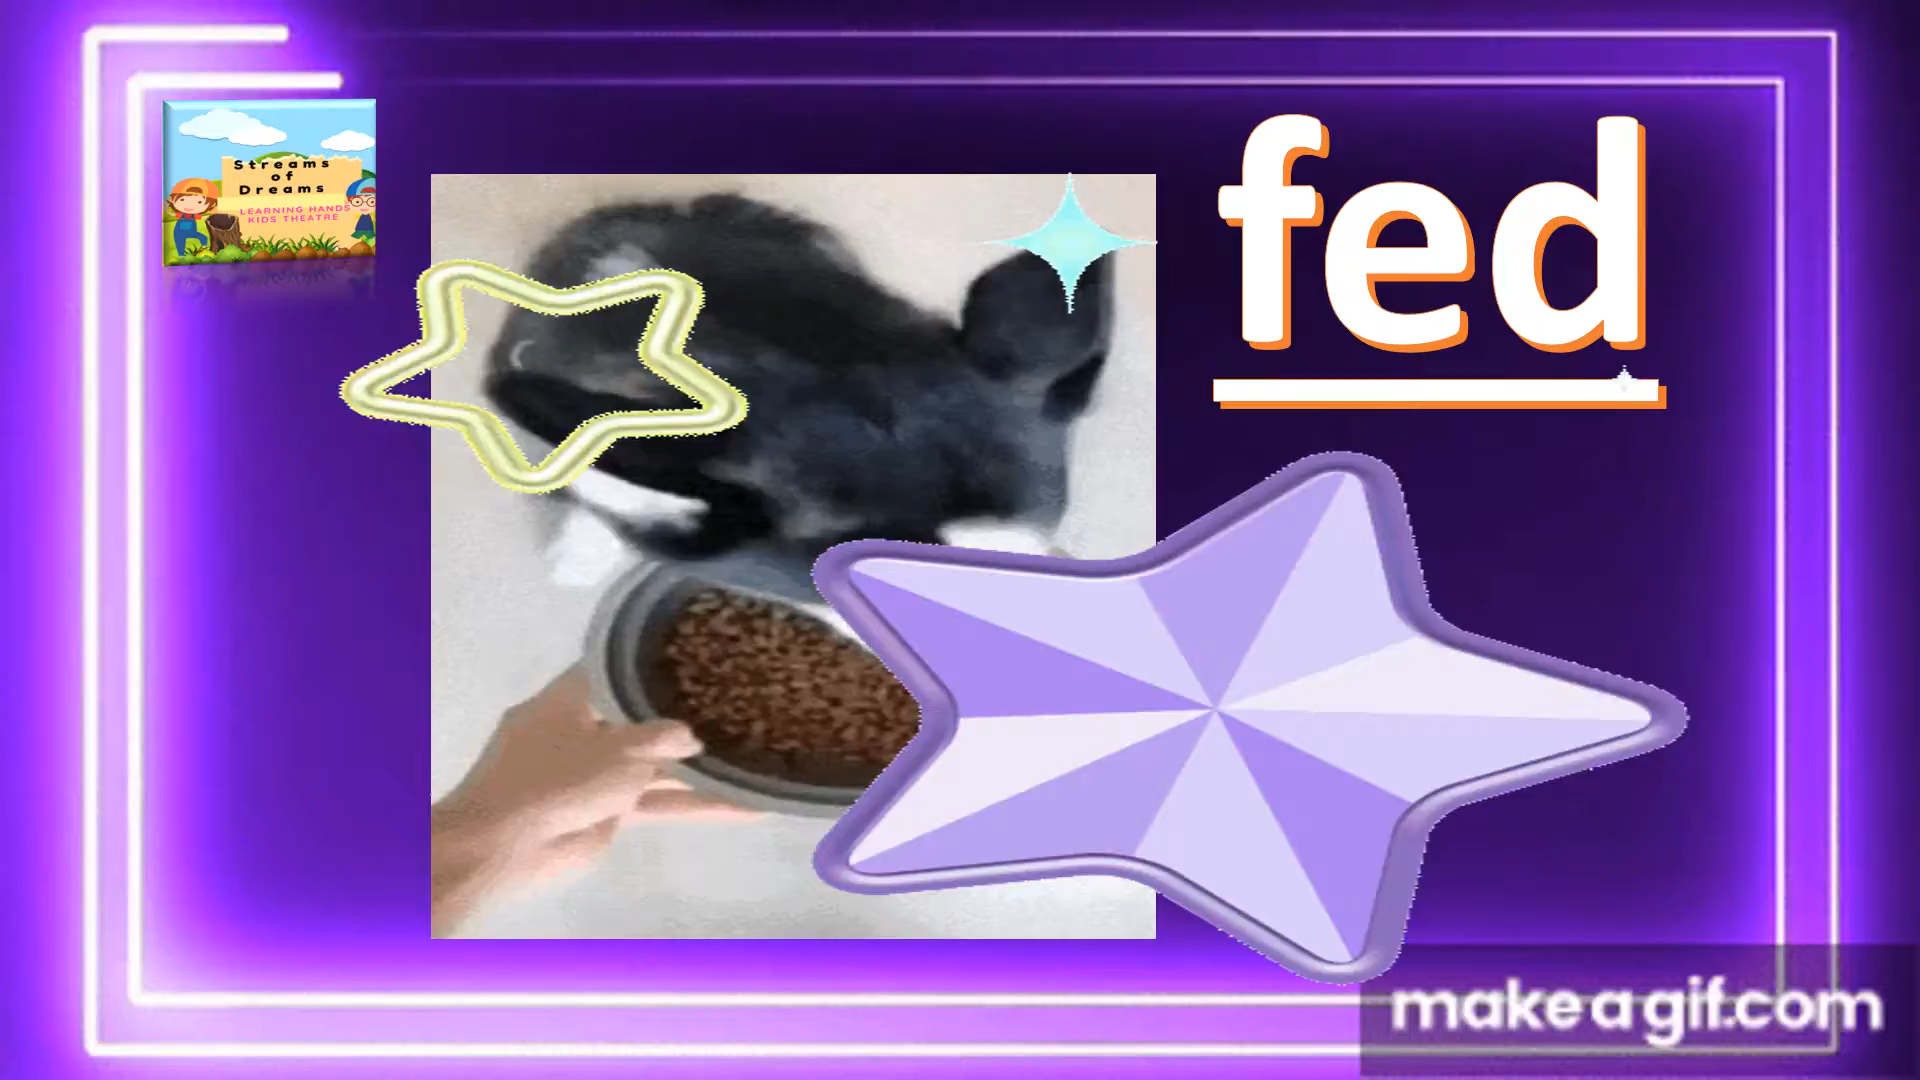 Streams
of
Dreams
LEARNING HANDS
KIDS THEATRE
fed
makeagif.com